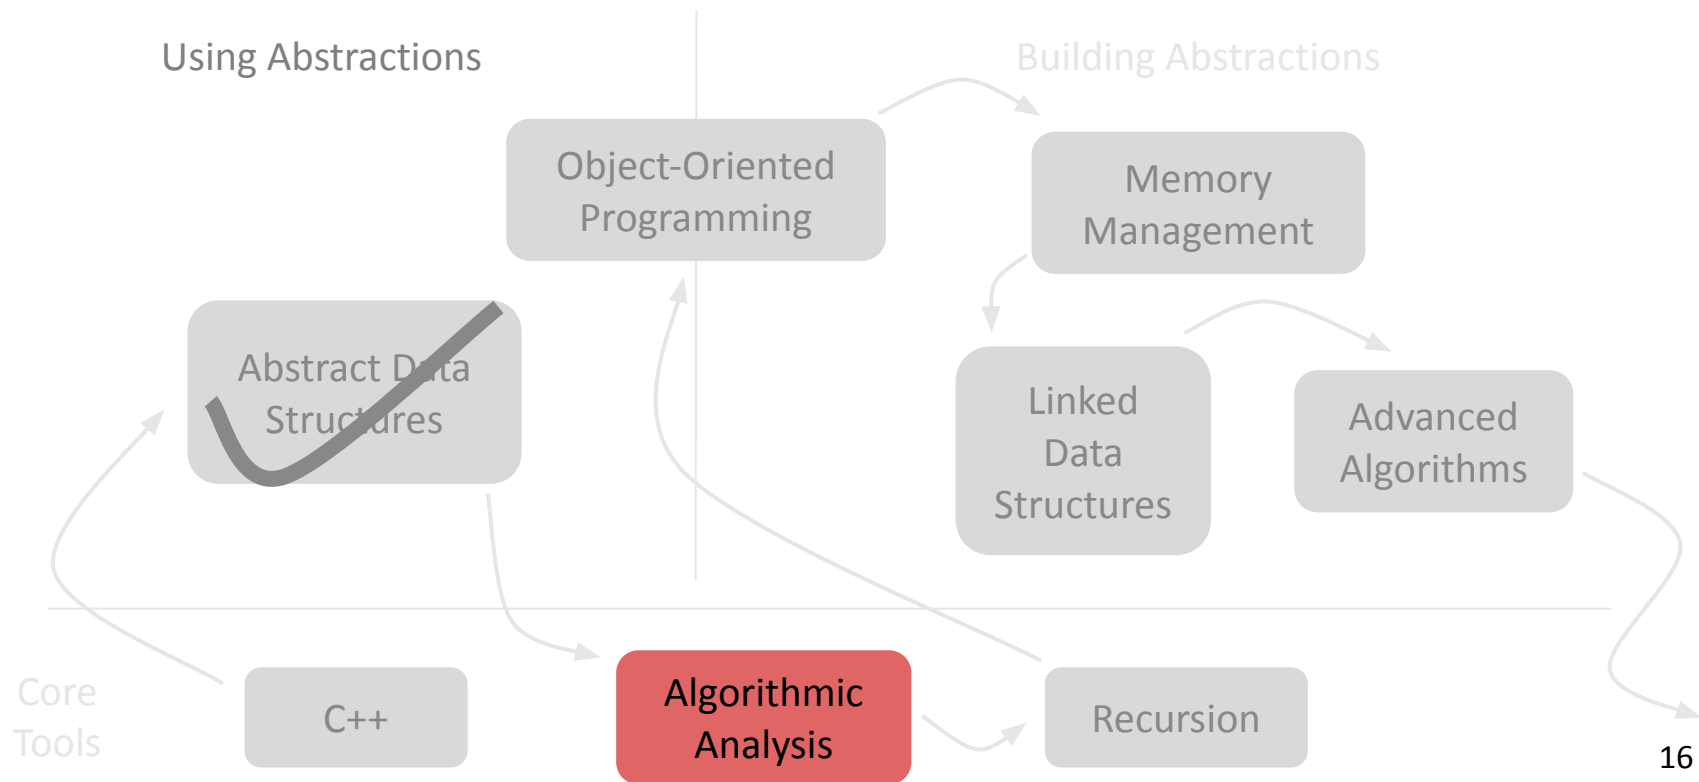 Using Abstractions
Building Abstractions
Object-Oriented
Programming
Memory
Management
Abstract Data
Structures
Linked
Data
Structures
Advanced
Algorithms
Core
Tools
C++
Algorithmic
Analysis
Recursion
16